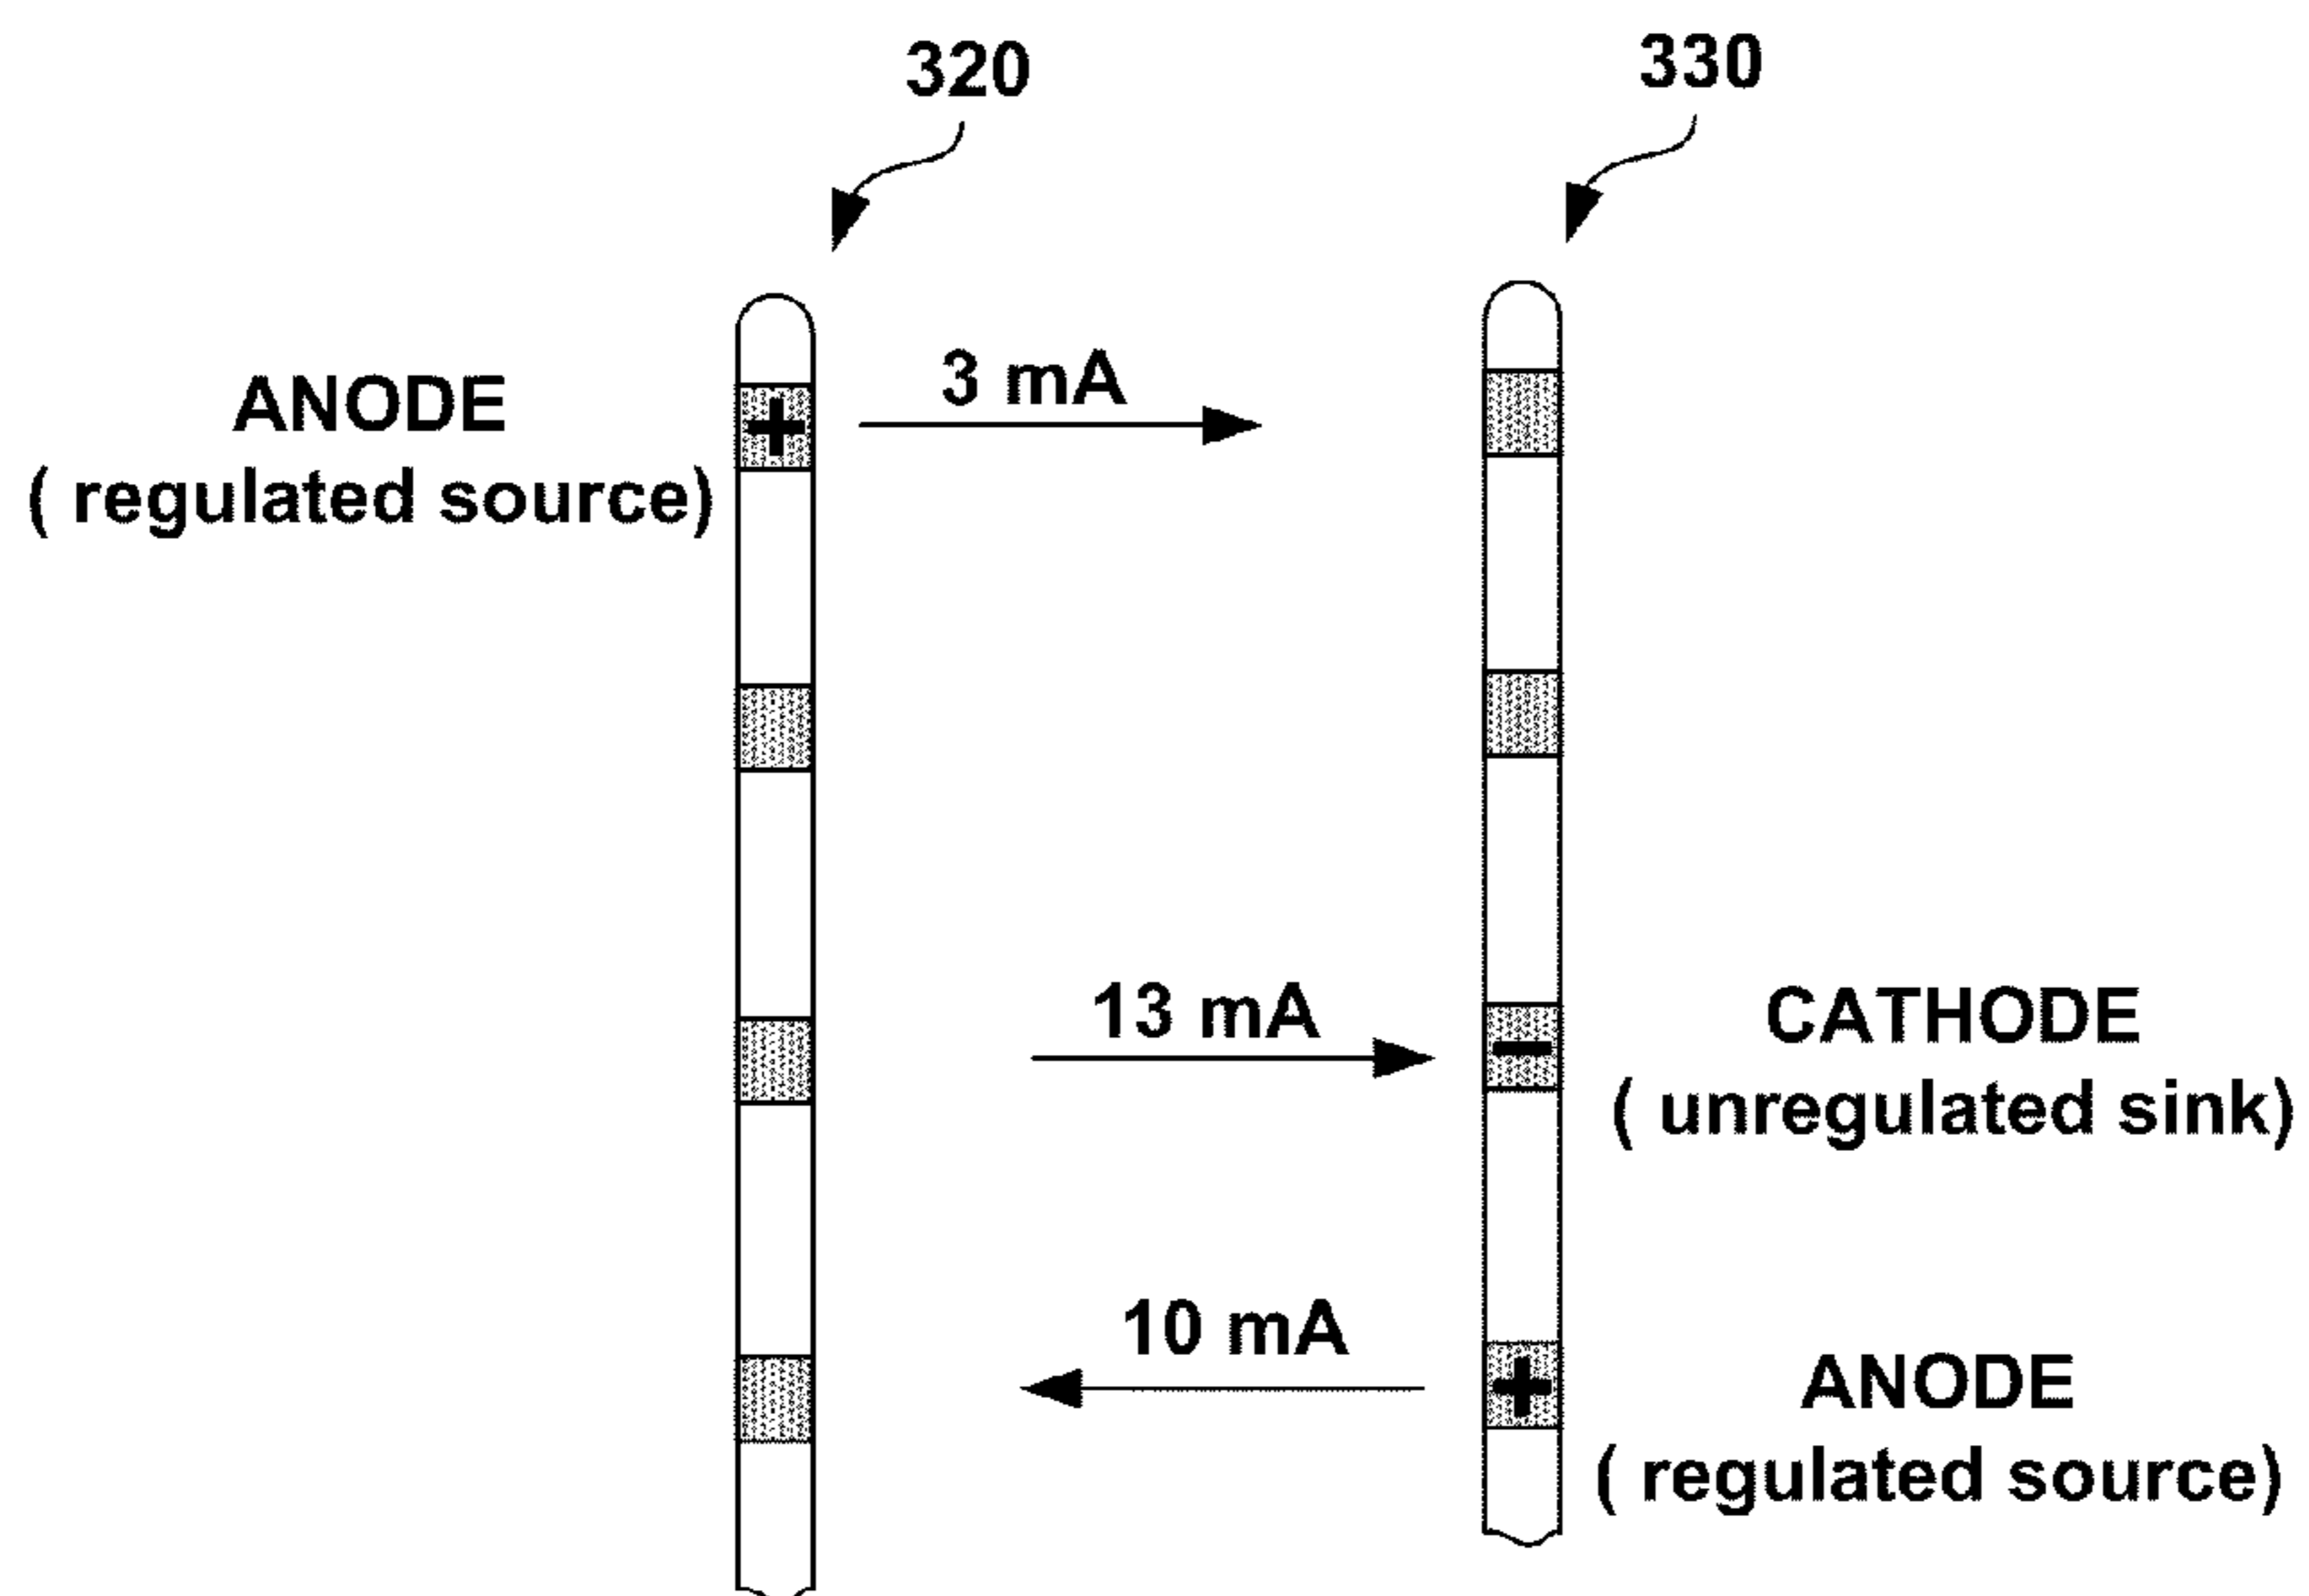 320
330
ANODE
( regulated source)
+
3 mA
13 mA
CATHODE
( unregulated sink)
−
10 mA
+
ANODE
( regulated source)